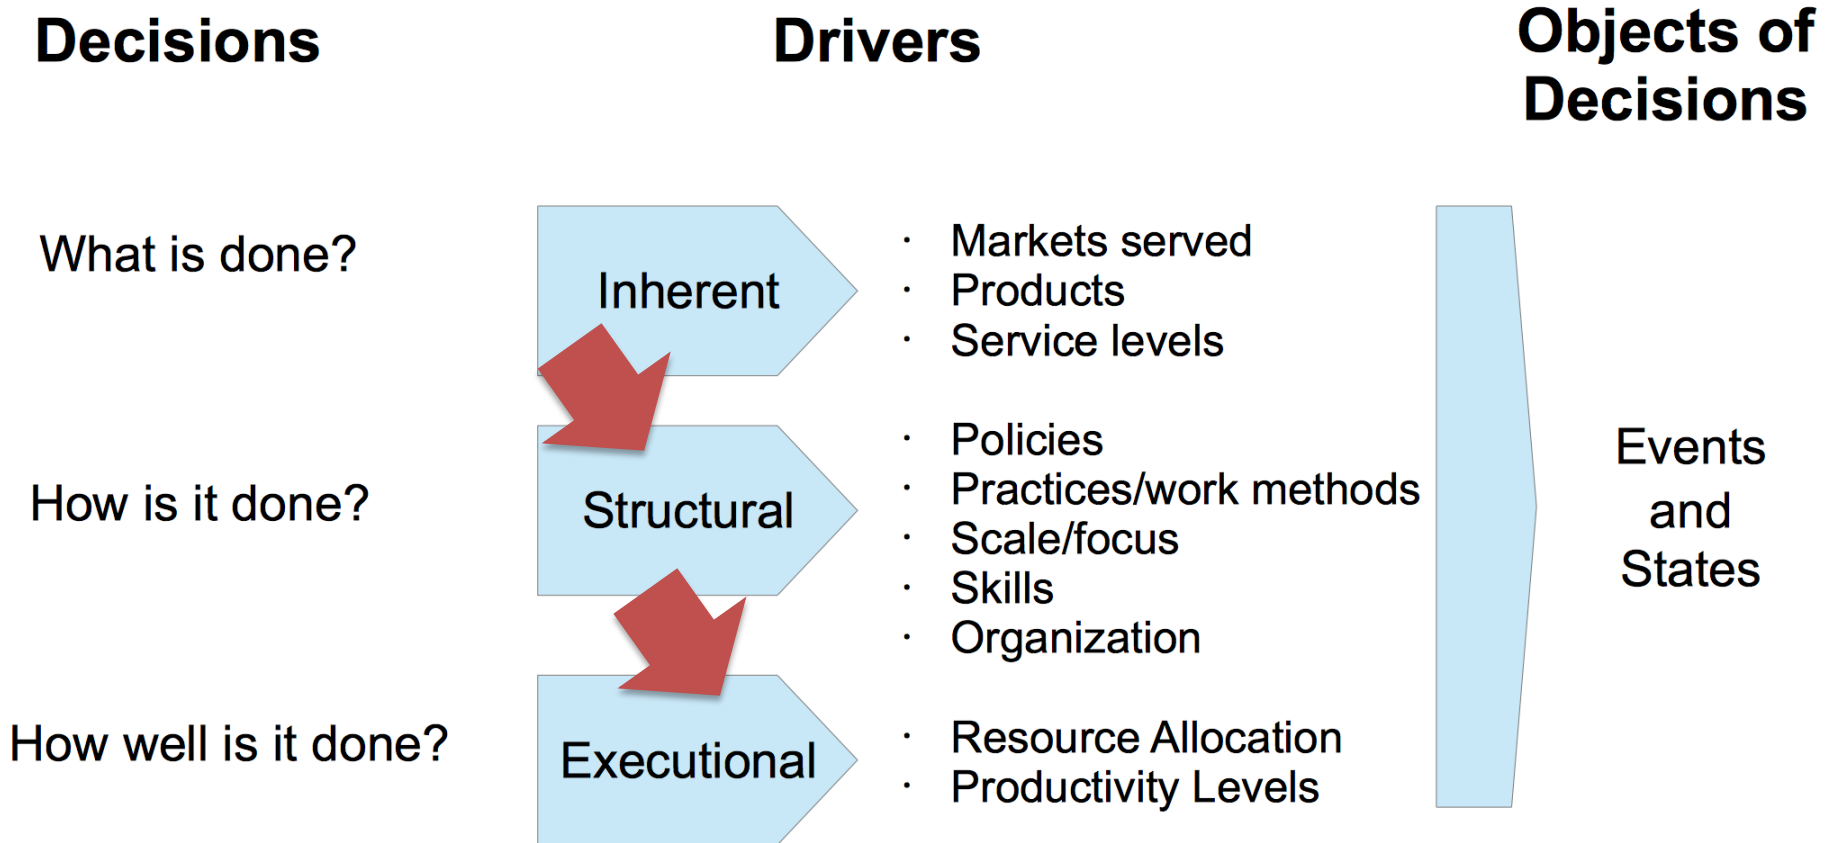 Decisions
Drivers
Objects of
Decisions
What is done?
Inherent
· Markets served
· Products
· Service levels
How is it done?
Structural
· Policies
· Practices/work methods
· Scale/focus
· Skills
· Organization
How well is it done?
Executional
· Resource Allocation
· Productivity Levels
Events
and
States